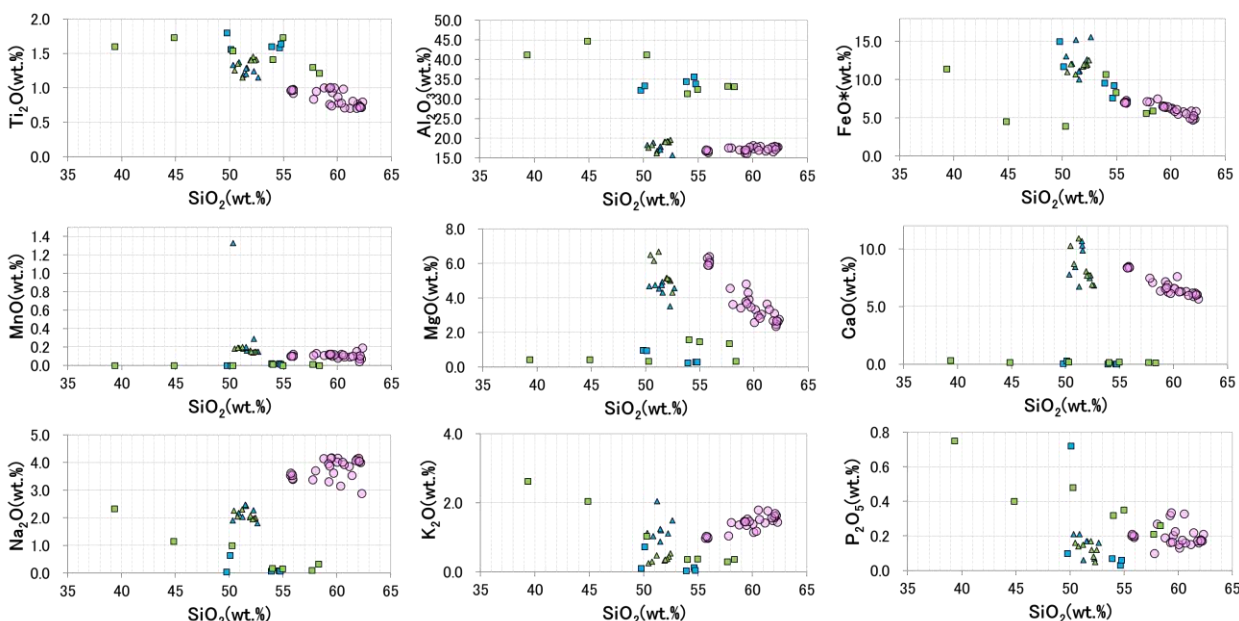 2.0
1.5
1.0
0.5
0.0
Ti2O(wt.%)
35 40 45 50 55 60 65
SiO2(wt.%)
50.0
45.0
40.0
35.0
30.0
25.0
20.0
15.0
Al2O3(wt.%)
35 40 45 50 55 60 65
SiO2(wt.%)
15.0
10.0
5.0
0.0
FeO*(wt.%)
35 40 45 50 55 60 65
SiO2(wt.%)
1.4
1.2
1.0
0.8
0.6
0.4
0.2
0.0
MnO(wt.%)
35 40 45 50 55 60 65
SiO2(wt.%)
8.0
6.0
4.0
2.0
0.0
MgO(wt.%)
35 40 45 50 55 60 65
SiO2(wt.%)
10.0
5.0
0.0
CaO(wt.%)
35 40 45 50 55 60 65
SiO2(wt.%)
5.0
4.0
3.0
2.0
1.0
0.0
Na2O(wt.%)
35 40 45 50 55 60 65
SiO2(wt.%)
4.0
2.0
0.0
K2O(wt.%)
35 40 45 50 55 60 65
SiO2(wt.%)
0.8
0.6
0.4
0.2
0.0
P2O5(wt.%)
35 40 45 50 55 60 65
SiO2(wt.%)